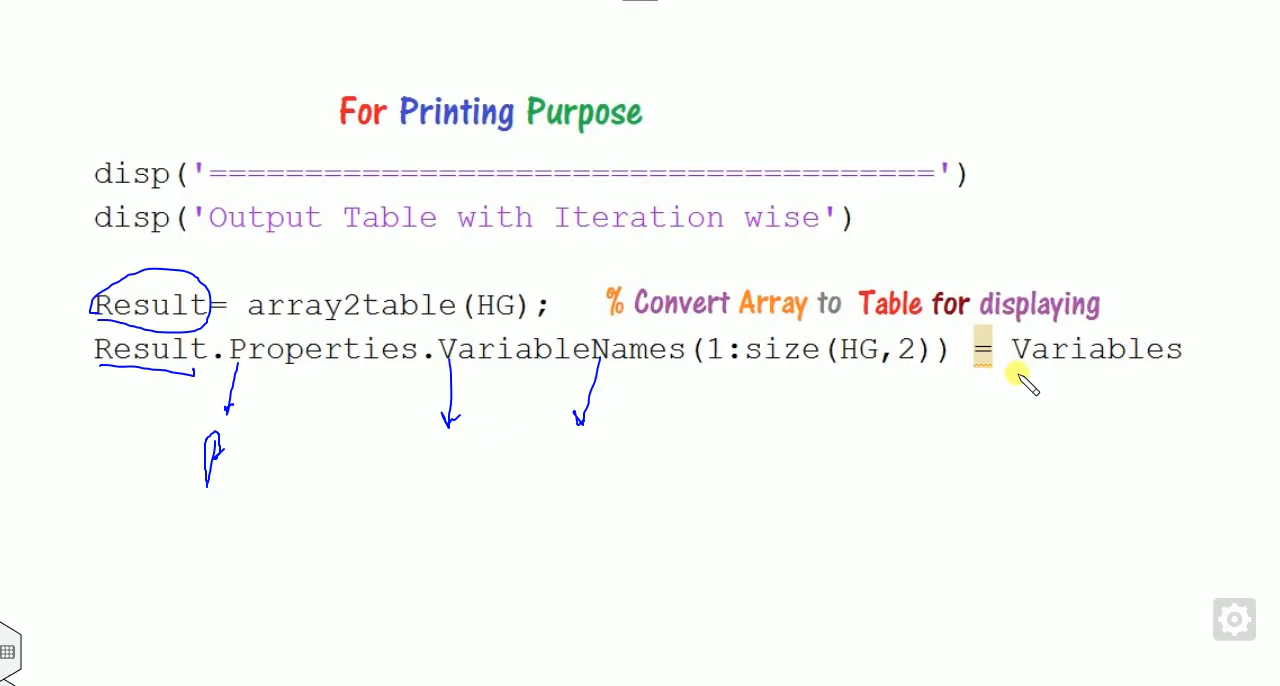 For Printing Purpose
disp('======================================')
disp('Output Table with Iteration wise')
Result= array2table(HG); % Convert Array to Table for displaying
Result.Properties.VariableNames(1:size(HG,2)) = Variables